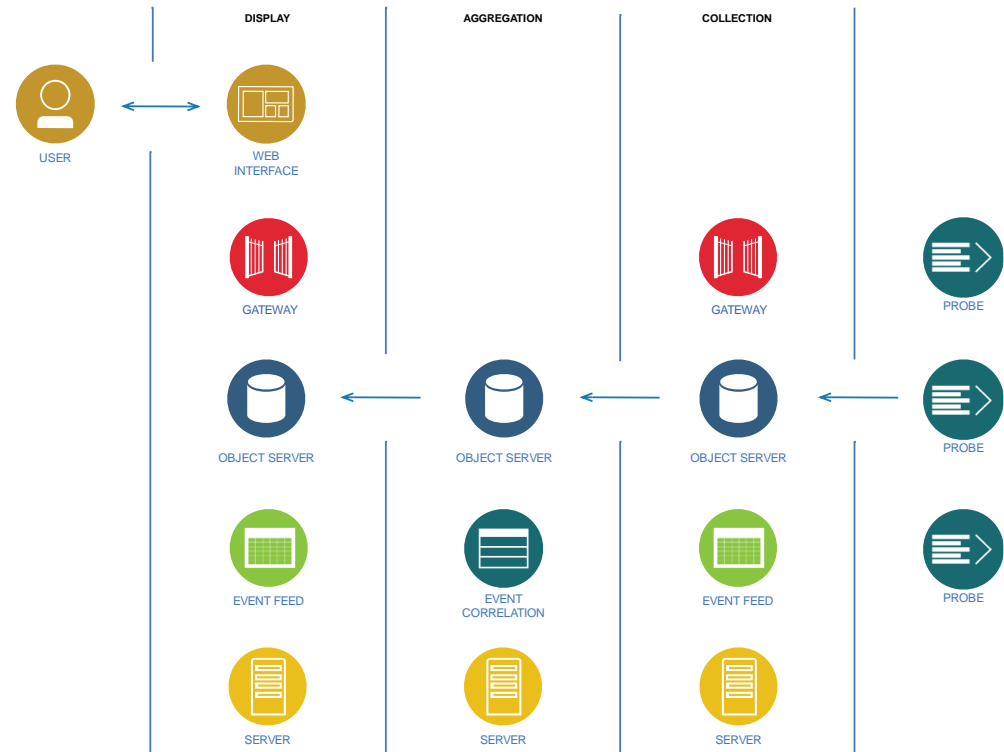 DISPLAY
AGGREGATION
COLLECTION
USER
WEB
INTERFACE
GATEWAY
GATEWAY
PROBE
OBJECT SERVER
OBJECT SERVER
OBJECT SERVER
PROBE
EVENT FEED
EVENT
CORRELATION
EVENT FEED
PROBE
SERVER
SERVER
SERVER